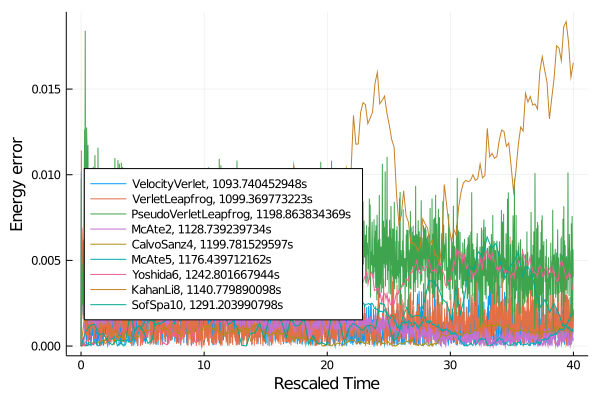 Energy error
0.015
0.010
0.005
0.000
VelocityVerlet, 1093.740452948s
VerletLeapfrog, 1099.369773223s
PseudoVerletLeapfrog, 1198.863834369s
McAte2, 1128.739239734s
CalvoSanz4, 1199.781529597s
McAte5, 1176.439712162s
Yoshida6, 1242.801667944s
KahanLi8, 1140.779890098s
SofSpa10, 1291.203990798s
0 10 20 30 40
Rescaled Time